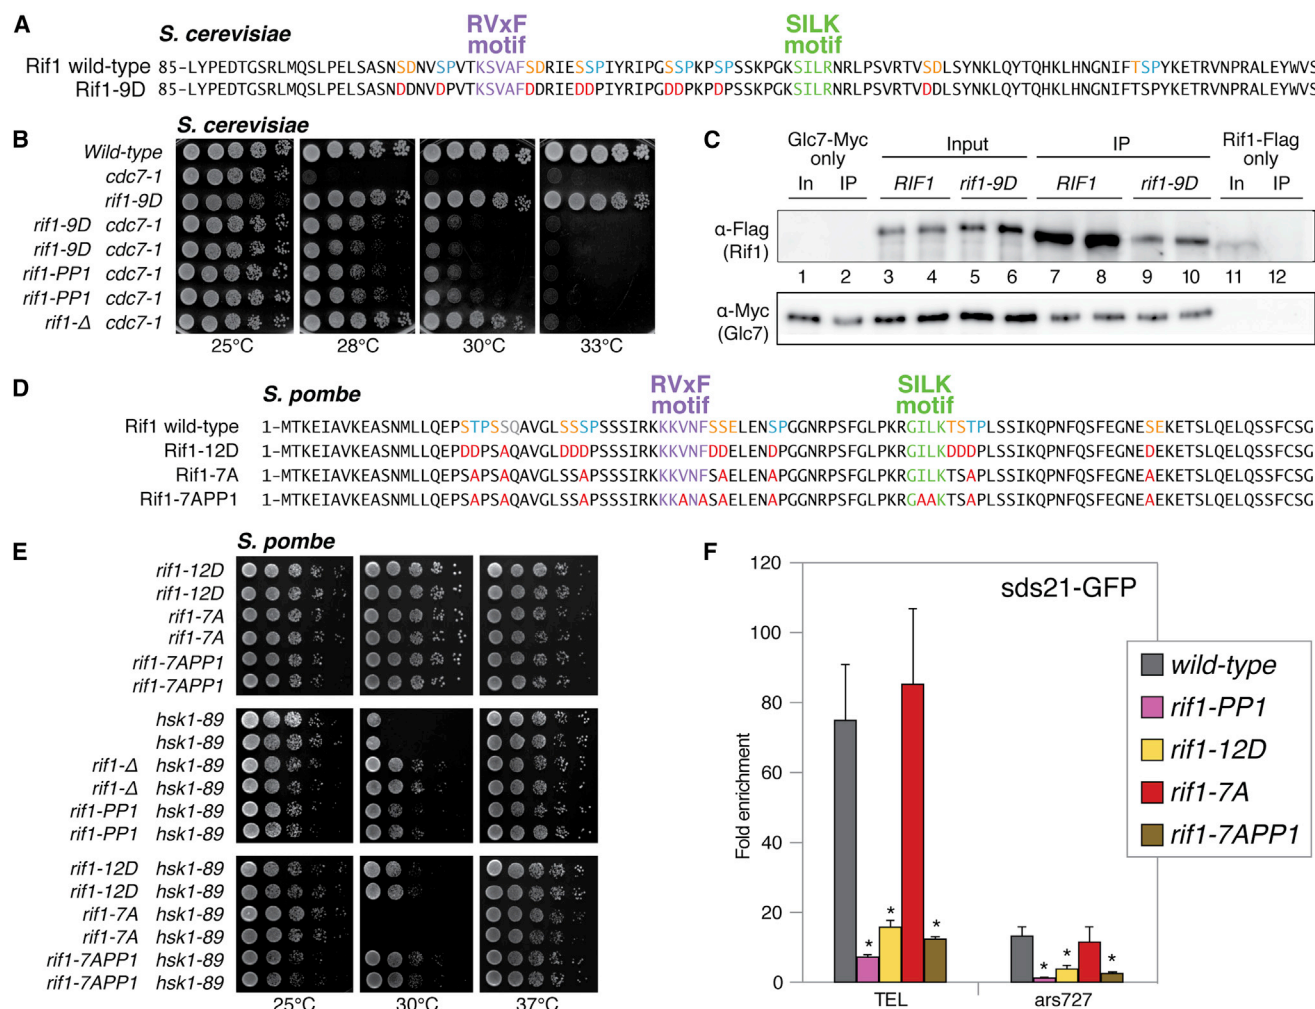 A
S. cerevisiae
RVxF motif
SILK motif
Rif1 wild-type 85-LYPEDTGSRLMQSLPELSASNSDNVSPVTKSVAFSDRIESSPIYRIPGSSPKPSPSSKPGKSILRNRLPSVRTVSDLSYNKLYQTQHKLHNGNIFTSPYKETRVNPRALEYWVS
Rif1-9D 85-LYPEDTGSRLMQSLPELSASNDDNVDPVTKSVAFDDRIEDDPIYRIPGDDPKPDPSSKPGKSILRNRLPSVRTVDDLSYNKLYQTQHKLHNGNIFTSPYKETRVNPRALEYWVS
B
S. cerevisiae
Wild-type
cdc7-1
rif1-9D
rif1-9D cdc7-1
rif1-9D cdc7-1
rif1-PP1 cdc7-1
rif1-PP1 cdc7-1
rif1-Δ cdc7-1
25°C 28°C 30°C 33°C
C
Glc7-Myc only
Input
IP
Rif1-Flag only
In IP RIF1 rif1-9D RIF1 rif1-9D In IP
α-Flag (Rif1)
1 2 3 4 5 6 7 8 9 10 11 12
α-Myc (Glc7)
D
S. pombe
RVxF motif
SILK motif
Rif1 wild-type 1-MTKEIAVKEASNMLLQEPSTPSSQAVGLSSSPSSSIRKKKVNFSSELENSPGGNRPSFGLPKRGILKTSTPLSSIKQPNFQSFEGNESEKETSLQELQSSFCSG
Rif1-12D 1-MTKEIAVKEASNMLLQEPDDPSAQAVGLDDDPSSSIRKKKVNFDDELENDPGGNRPSFGLPKRGILKDDDPLSSIKQPNFQSFEGNEDEKETSLQELQSSFCSG
Rif1-7A 1-MTKEIAVKEASNMLLQEPSAPSAQAVGLSSAPSSSIRKKKVNFSAELENAPGGNRPSFGLPKRGILKTSAPLSSIKQPNFQSFEGNEAEKETSLQELQSSFCSG
Rif1-7APP1 1-MTKEIAVKEASNMLLQEPSAPSAQAVGLSSAPSSSIRKKKANASAELENAPGGNRPSFGLPKRGAAKTSAPLSSIKQPNFQSFEGNEAEKETSLQELQSSFCSG
E
S. pombe
rif1-12D
rif1-12D
rif1-7A
rif1-7A
rif1-7APP1
rif1-7APP1
hsk1-89
hsk1-89
rif1-Δ hsk1-89
rif1-Δ hsk1-89
rif1-PP1 hsk1-89
rif1-PP1 hsk1-89
rif1-12D hsk1-89
rif1-12D hsk1-89
rif1-7A hsk1-89
rif1-7A hsk1-89
rif1-7APP1 hsk1-89
rif1-7APP1 hsk1-89
25°C 30°C 37°C
F
sds21-GFP
Fold enrichment
120
100
80
60
40
20
0
* * * * * *
TEL ars727
wild-type
rif1-PP1
rif1-12D
rif1-7A
rif1-7APP1